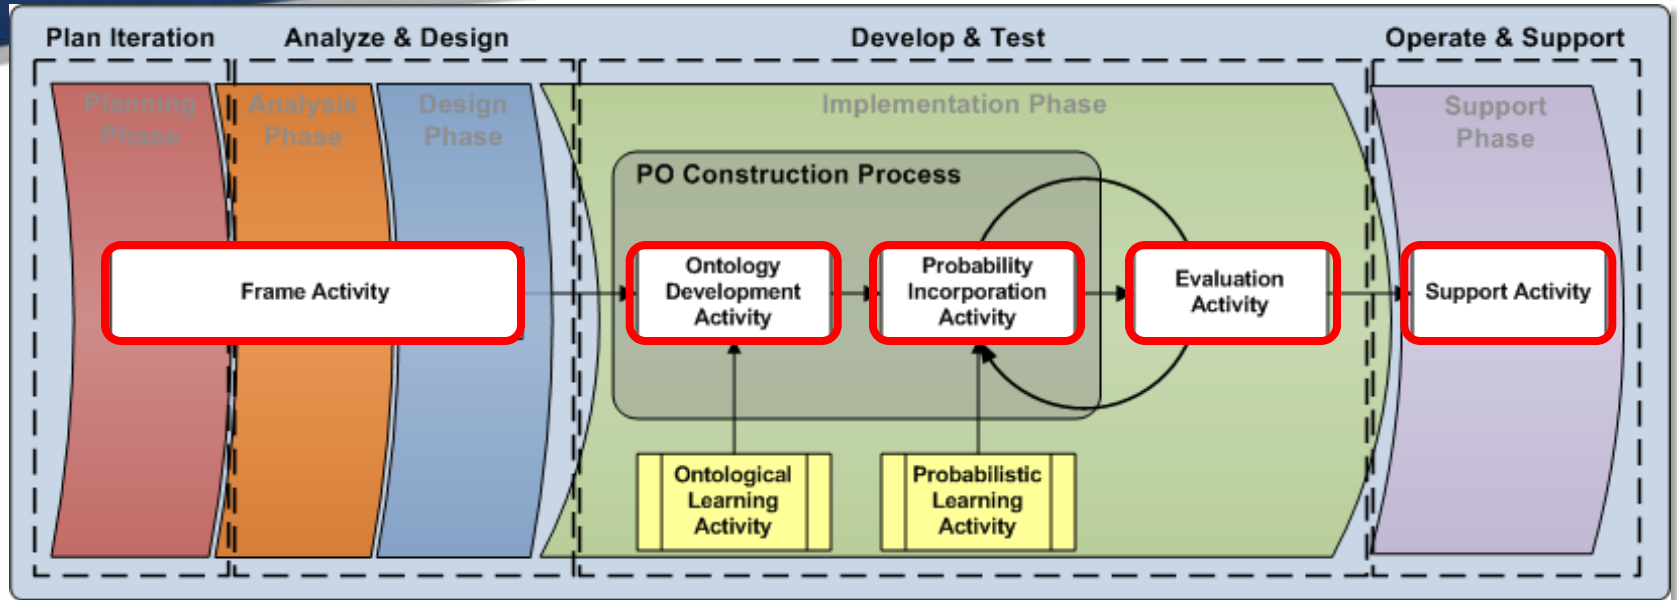 Plan Iteration
Analyze & Design
Develop & Test
Operate & Support
Planning
Phase
Analysis
Phase
Design
Phase
Implementation Phase
Support
Phase
PO Construction Process
Frame Activity
Ontology
Development
Activity
Probability
Incorporation
Activity
Evaluation
Activity
Support Activity
Ontological
Learning
Activity
Probabilistic
Learning
Activity